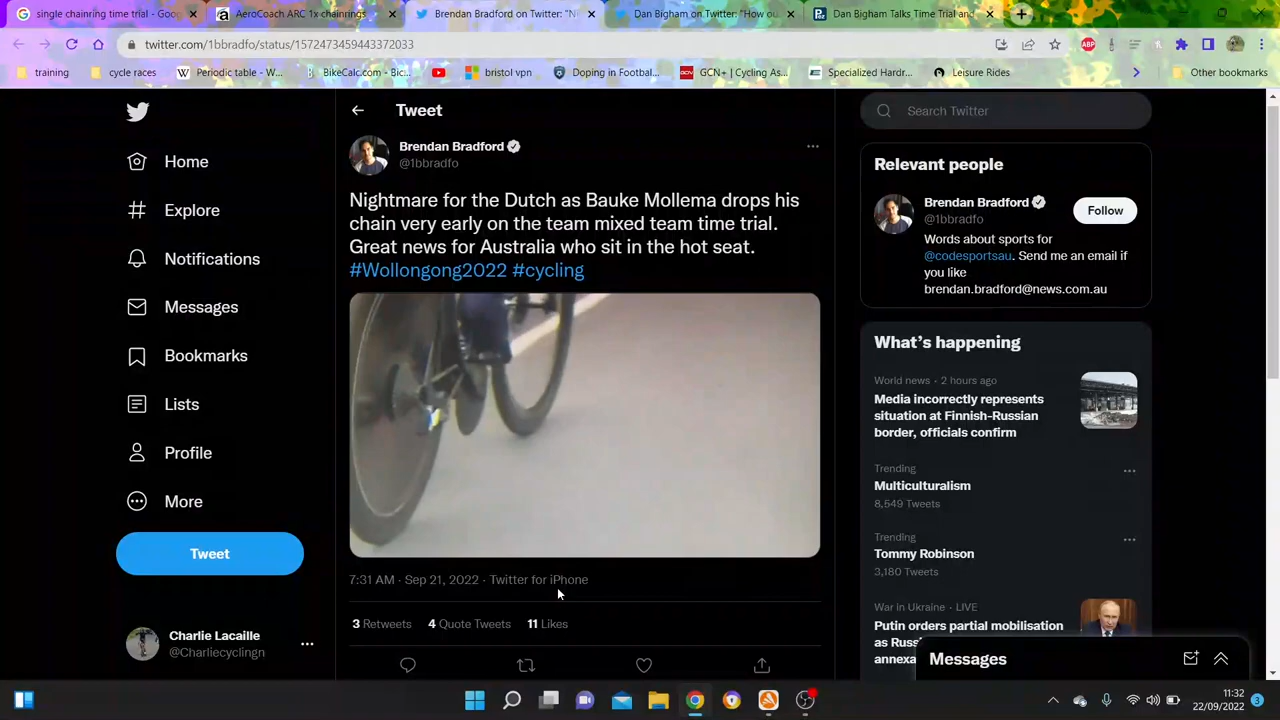 single chainring time trial - Goo
AeroCoach ARC 1x chainrings
Brendan Bradford on Twitter: "N
Dan Bigham on Twitter: "How ou
Dan Bigham Talks Time Trial and
twitter.com/1bbradfo/status/1572473459443372033
training
cycle races
Periodic table - W...
BikeCalc.com - Bic...
bristol vpn
Doping in Footbal...
GCN+ | Cycling As...
Specialized Hardr...
Leisure Rides
Other bookmarks
Tweet
Search Twitter
Home
Explore
Notifications
Messages
Bookmarks
Lists
Profile
More
Tweet
Charlie Lacaille
@Charliecyclingn
Brendan Bradford
@1bbradfo
Nightmare for the Dutch as Bauke Mollema drops his
chain very early on the team mixed team time trial.
Great news for Australia who sit in the hot seat.
#Wollongong2022 #cycling
7:31 AM · Sep 21, 2022 · Twitter for iPhone
3 Retweets 4 Quote Tweets 11 Likes
Relevant people
Brendan Bradford
@1bbradfo
Follow
Words about sports for
@codesportsau. Send me an email if
you like
brendan.bradford@news.com.au
What's happening
World news · 2 hours ago
Media incorrectly represents
situation at Finnish-Russian
border, officials confirm
Trending
Multiculturalism
8,549 Tweets
Trending
Tommy Robinson
3,180 Tweets
War in Ukraine · LIVE
Putin orders partial mobilisation
as Rus
annexa
Messages
11:32
22/09/2022
3